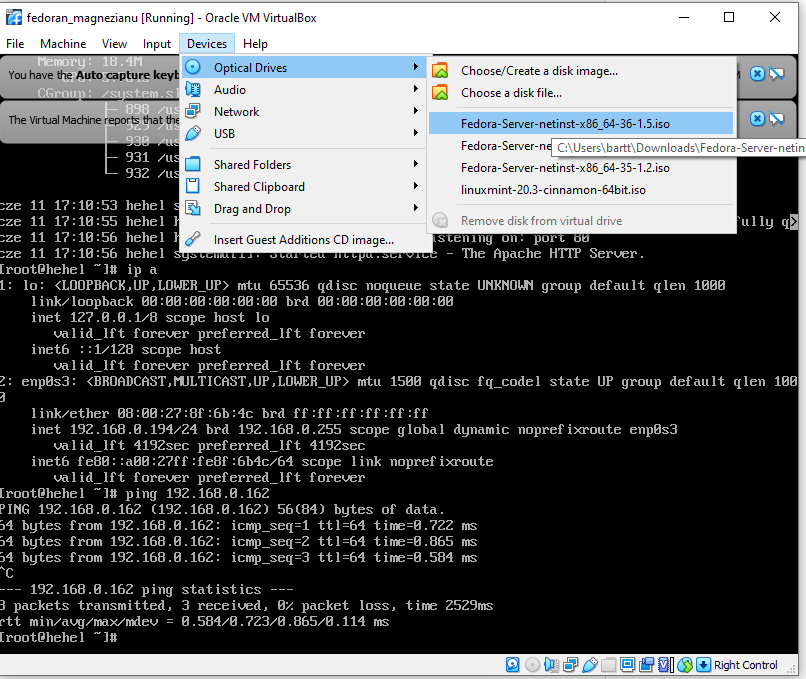 fedoran_magnezianu [Running] - Oracle VM VirtualBox
File Machine View Input Devices Help
Memory: 18.4M
You have the Auto capture keyb
CGroup: /system.sl
898
The Virtual Machine reports that the
930
931
932 /us
Optical Drives
Audio
Network
USB
Shared Folders
Shared Clipboard
Drag and Drop
Insert Guest Additions CD image...
Choose/Create a disk image...
Choose a disk file...
Fedora-Server-netinst-x86_64-36-1.5.iso
Fedora-Server-ne
C:\Users\bartt\Downloads\Fedora-Server-netins
Fedora-Server-netinst-x86_64-35-1.2.iso
linuxmint-20.3-cinnamon-64bit.iso
Remove disk from virtual drive
cze 11 17:10:53 hehel s
cze 11 17:10:55 hehel h fully q>
cze 11 17:10:56 hehel h istening on: port 80
cze 11 17:10:56 hehel systemd[1]: Started httpd.service - The Apache HTTP Server.
[root@hehel ~]# ip a
1: lo: <LOOPBACK,UP,LOWER_UP> mtu 65536 qdisc noqueue state UNKNOWN group default qlen 1000
link/loopback 00:00:00:00:00:00 brd 00:00:00:00:00:00
inet 127.0.0.1/8 scope host lo
valid_lft forever preferred_lft forever
inet6 ::1/128 scope host
valid_lft forever preferred_lft forever
2: enp0s3: <BROADCAST,MULTICAST,UP,LOWER_UP> mtu 1500 qdisc fq_codel state UP group default qlen 100
0
link/ether 08:00:27:8f:6b:4c brd ff:ff:ff:ff:ff:ff
inet 192.168.0.194/24 brd 192.168.0.255 scope global dynamic noprefixroute enp0s3
valid_lft 4192sec preferred_lft 4192sec
inet6 fe80::a00:27ff:fe8f:6b4c/64 scope link noprefixroute
valid_lft forever preferred_lft forever
[root@hehel ~]# ping 192.168.0.162
PING 192.168.0.162 (192.168.0.162) 56(84) bytes of data.
64 bytes from 192.168.0.162: icmp_seq=1 ttl=64 time=0.722 ms
64 bytes from 192.168.0.162: icmp_seq=2 ttl=64 time=0.865 ms
64 bytes from 192.168.0.162: icmp_seq=3 ttl=64 time=0.584 ms
^C
--- 192.168.0.162 ping statistics ---
3 packets transmitted, 3 received, 0% packet loss, time 2529ms
rtt min/avg/max/mdev = 0.584/0.723/0.865/0.114 ms
[root@hehel ~]#
Right Control